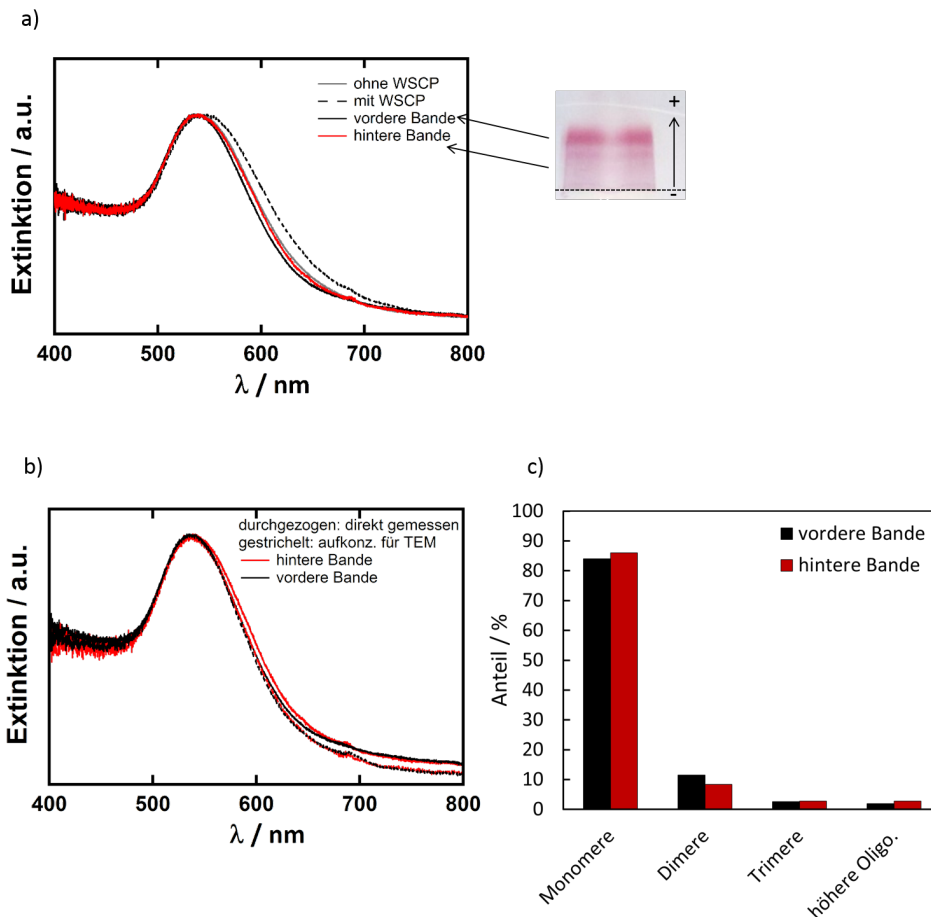 a)
Extinktion / a.u.
ohne WSCP
mit WSCP
vordere Bande
hintere Bande
+
-
400 500 600 700 800
λ / nm
b)
Extinktion / a.u.
durchgezogen: direkt gemessen
gestrichelt: aufkonz. für TEM
hintere Bande
vordere Bande
400 500 600 700 800
λ / nm
c)
Anteil / %
100
90
80
70
60
50
40
30
20
10
0
vordere Bande
hintere Bande
Monomere
Dimere
Trimere
höhere Oligo.